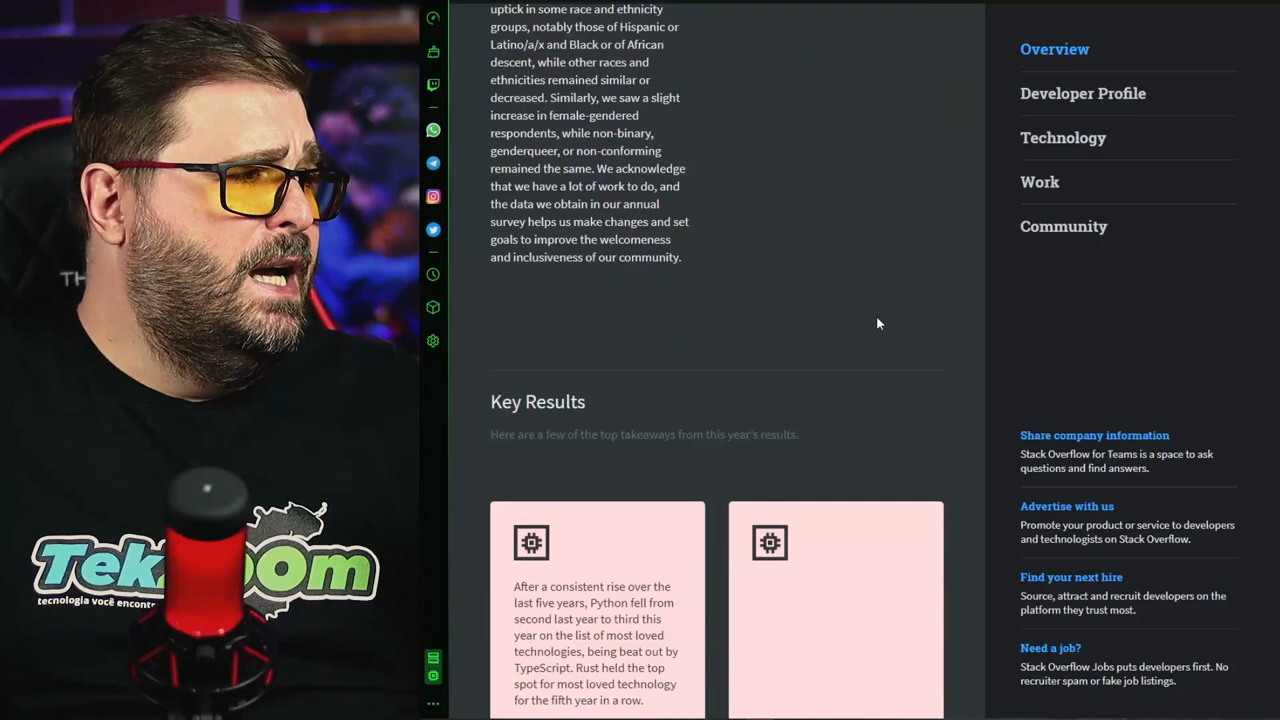 uptick in some race and ethnicity
groups, notably those of Hispanic or
Latino/a/x and Black or of African
descent, while other races and
ethnicities remained similar or
decreased. Similarly, we saw a slight
increase in female-gendered
respondents, while non-binary,
genderqueer, or non-conforming
remained the same. We acknowledge
that we have a lot of work to do, and
the data we obtain in our annual
survey helps us make changes and set
goals to improve the welcomeness
and inclusiveness of our community.
Key Results
Here are a few of the top takeaways from this year's results.
After a consistent rise over the
last five years, Python fell from
second last year to third this
year on the list of most loved
technologies, being beat out by
TypeScript. Rust held the top
spot for most loved technology
for the fifth year in a row.
Overview
Developer Profile
Technology
Work
Community
Share company information
Stack Overflow for Teams is a space to ask
questions and find answers.
Advertise with us
Promote your product or service to developers
and technologists on Stack Overflow.
Find your next hire
Source, attract and recruit developers on the
platform they trust most.
Need a job?
Stack Overflow Jobs puts developers first. No
recruiter spam or fake job listings.
TH
tecnologia você